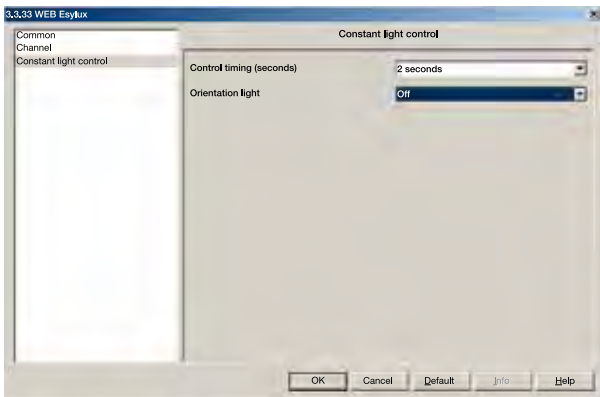 3.3.33 WEB Esylux
Common
Channel
Constant light control
Constant light control
Control timing (seconds)
2 seconds
Orientation light
Off
OK
Cancel
Default
Info
Help